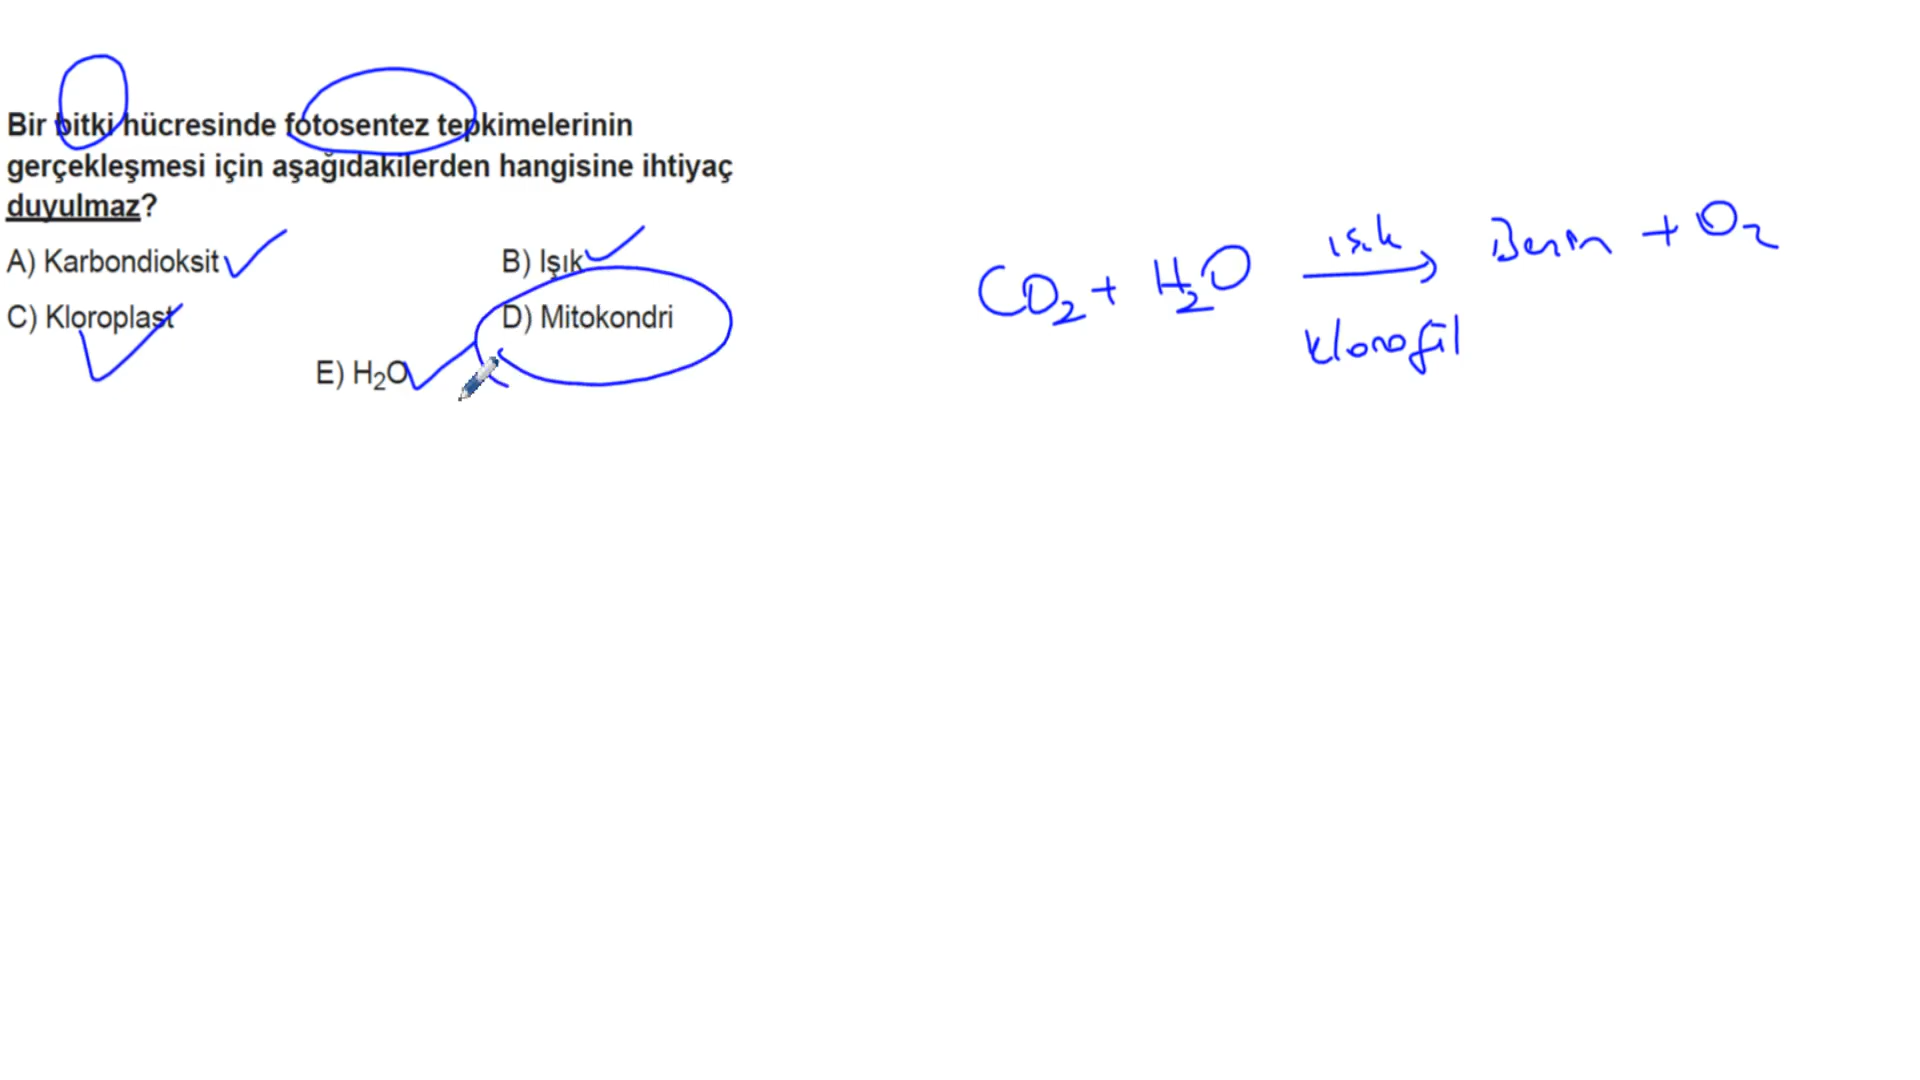 Bir bitki hücresinde fotosentez tepkimelerinin
gerçekleşmesi için aşağıdakilerden hangisine ihtiyaç
duyulmaz?
A) Karbondioksit B) Işık
C) Kloroplast D) Mitokondri
E) H₂O
ışık
CO₂ + H₂O → Besin + O₂
klorofil